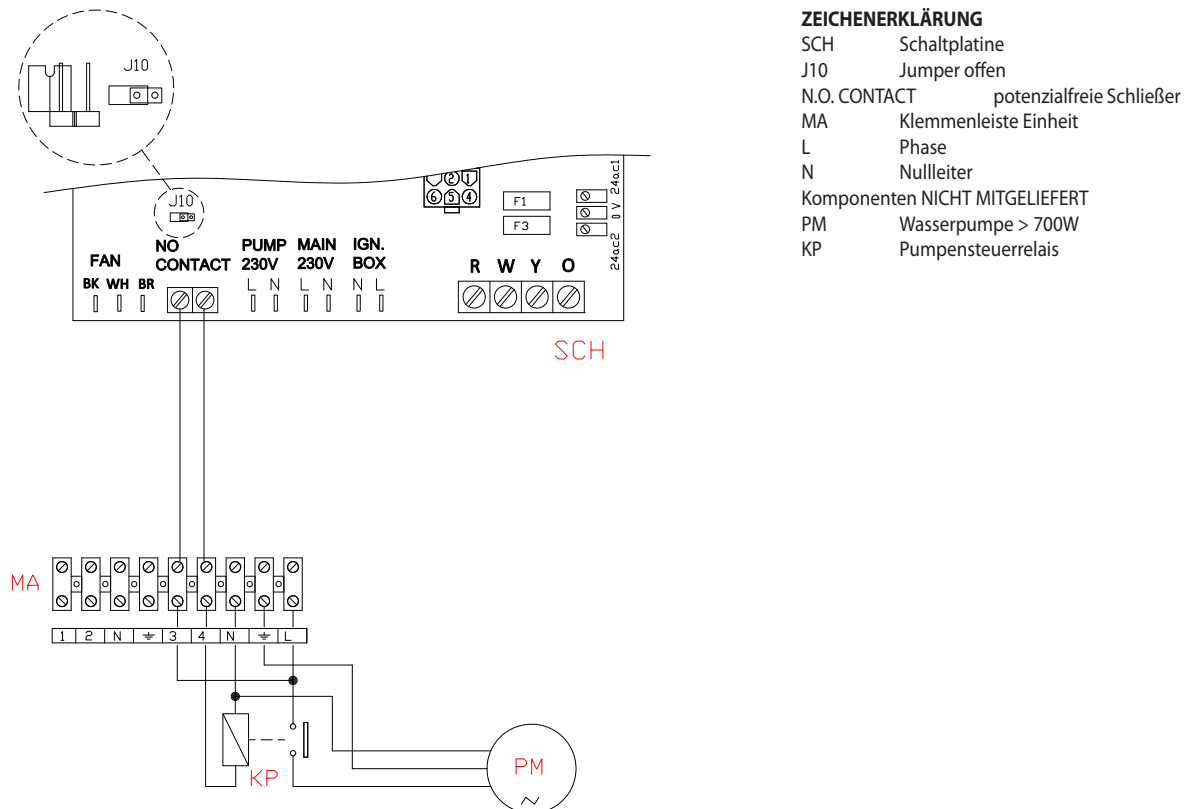 J10
J10
2 1
6 5 4
F1
F3
24ac2 0 V 24ac1
FAN
NO CONTACT
PUMP 230V
MAIN 230V
IGN. BOX
BK WH BR
L N L N N L
R W Y O
SCH
MA
1 2 N 3 4 N L
KP
PM
ZEICHENERKLÄRUNG
SCH Schaltplatine
J10 Jumper offen
N.O. CONTACT potenzialfreie Schließer
MA Klemmenleiste Einheit
L Phase
N Nullleiter
Komponenten NICHT MITGELIEFERT
PM Wasserpumpe > 700W
KP Pumpensteuerrelais